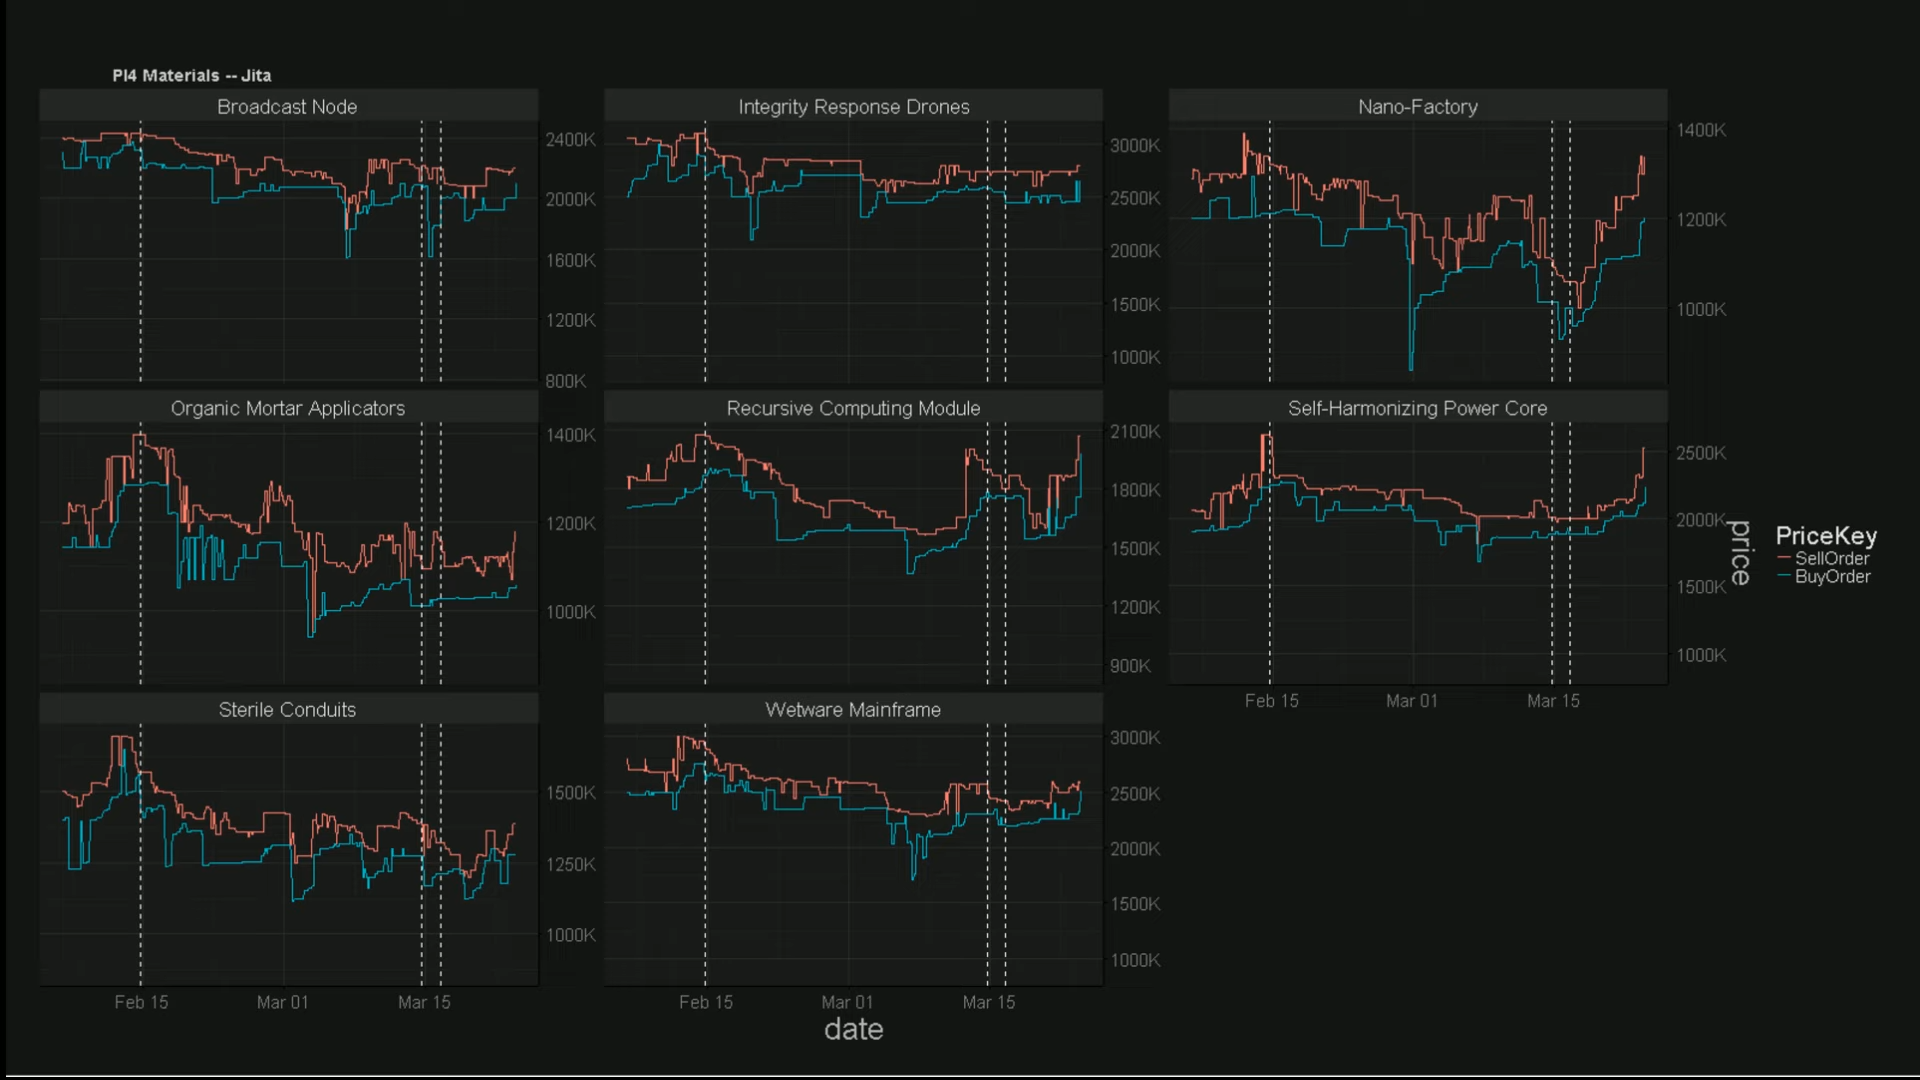 PI4 Materials -- Jita
Broadcast Node
2400K
2000K
1600K
1200K
800K
Integrity Response Drones
3000K
2500K
2000K
1500K
1000K
Nano-Factory
1400K
1200K
1000K
Organic Mortar Applicators
1400K
1200K
1000K
Recursive Computing Module
2100K
1800K
1500K
1200K
900K
Self-Harmonizing Power Core
2500K
2000K
1500K
1000K
Feb 15 Mar 01 Mar 15
Sterile Conduits
1500K
1250K
1000K
Feb 15 Mar 01 Mar 15
Wetware Mainframe
3000K
2500K
2000K
1500K
1000K
Feb 15 Mar 01 Mar 15
date
price
PriceKey
SellOrder
BuyOrder